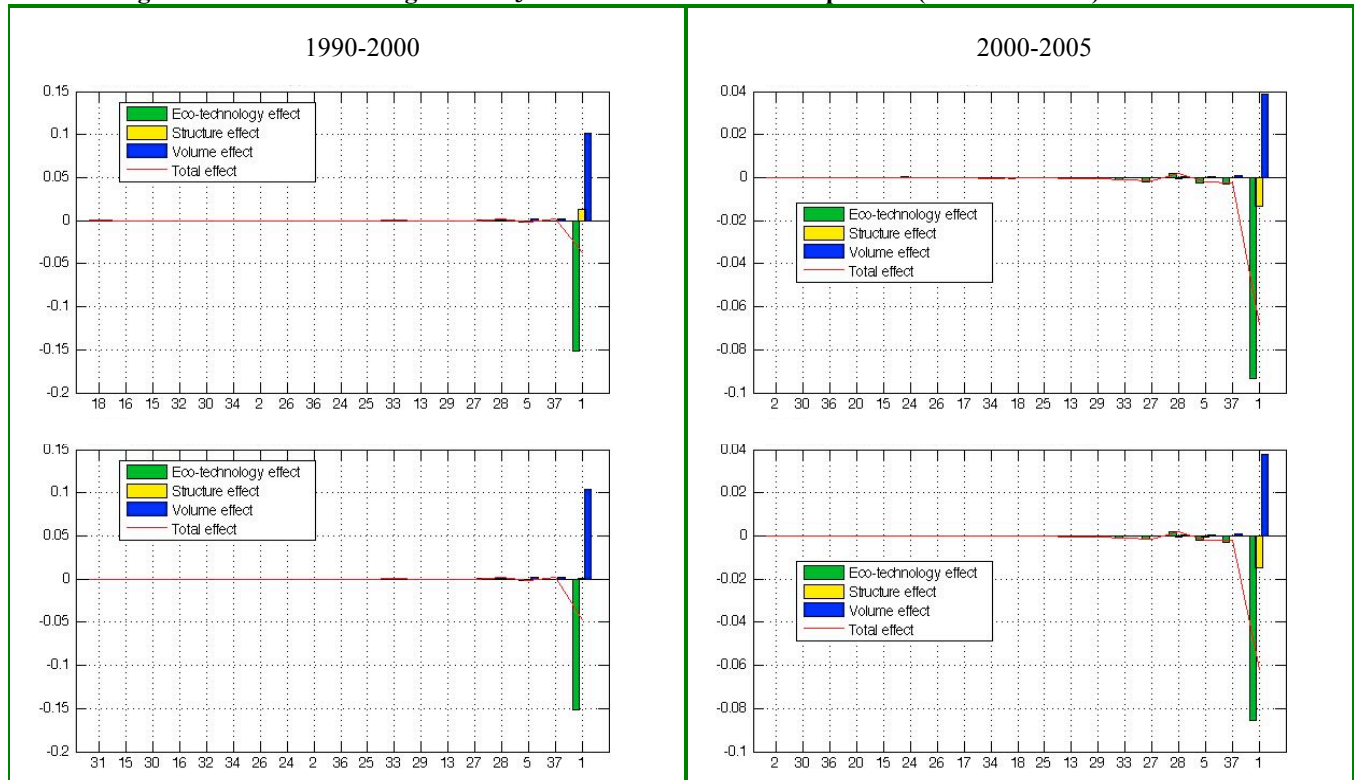 1990-2000
0.15
0.1
0.05
0
-0.05
-0.1
-0.15
-0.2
Eco-technology effect
Structure effect
Volume effect
Total effect
18 16 15 32 30 34 2 26 36 24 25 33 13 29 27 28 5 37 1
2000-2005
0.04
0.02
0
-0.02
-0.04
-0.06
-0.08
-0.1
Eco-technology effect
Structure effect
Volume effect
Total effect
2 30 36 20 15 24 26 17 34 18 25 13 29 33 27 28 5 37 1
0.15
0.1
0.05
0
-0.05
-0.1
-0.15
-0.2
Eco-technology effect
Structure effect
Volume effect
Total effect
31 15 30 16 32 34 26 24 2 36 25 33 13 29 27 28 5 37 1
0.04
0.02
0
-0.02
-0.04
-0.06
-0.08
-0.1
Eco-technology effect
Structure effect
Volume effect
Total effect
2 30 36 20 15 24 26 17 34 18 25 13 29 33 27 28 5 37 1